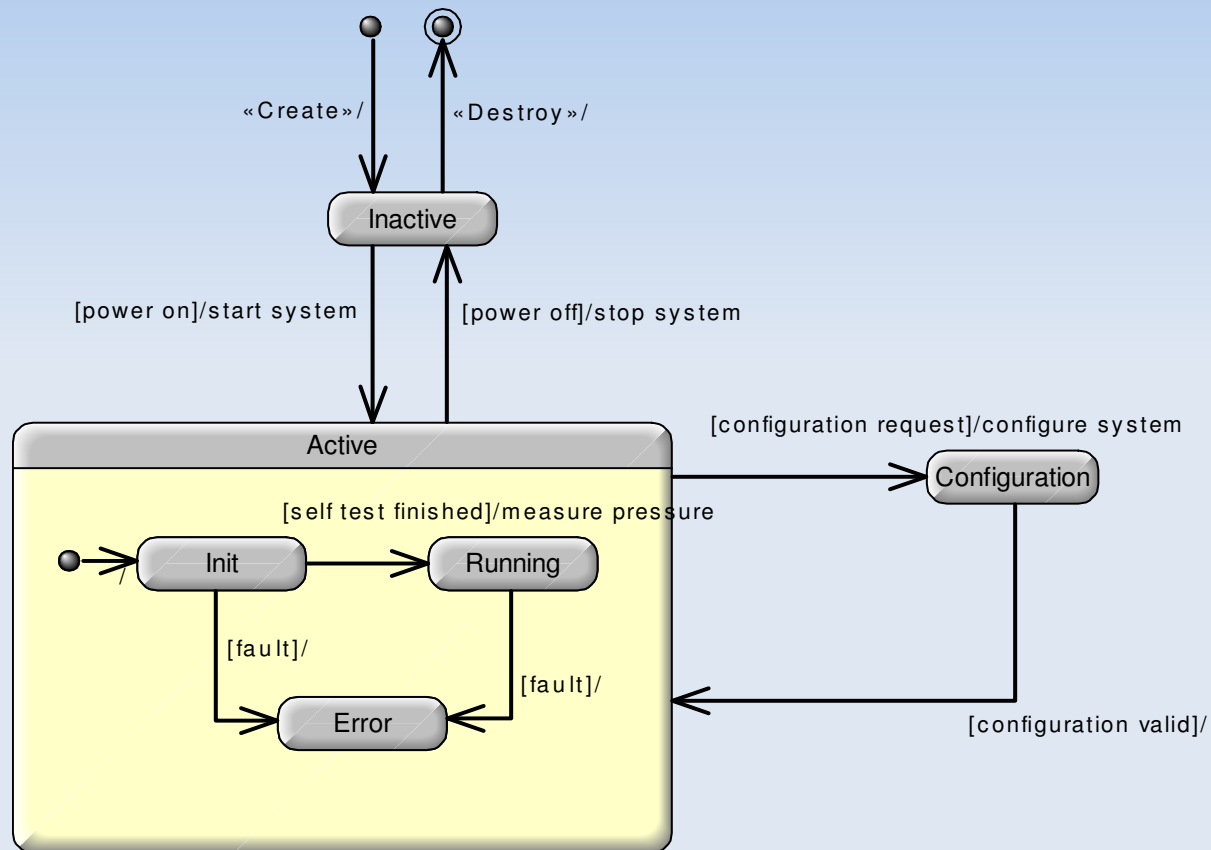 «Create»/
«Destroy»/
Inactive
[power on]/start system
[power off]/stop system
Active
[configuration request]/configure system
Configuration
[self test finished]/measure pressure
/
Init
Running
[fault]/
[fault]/
Error
[configuration valid]/